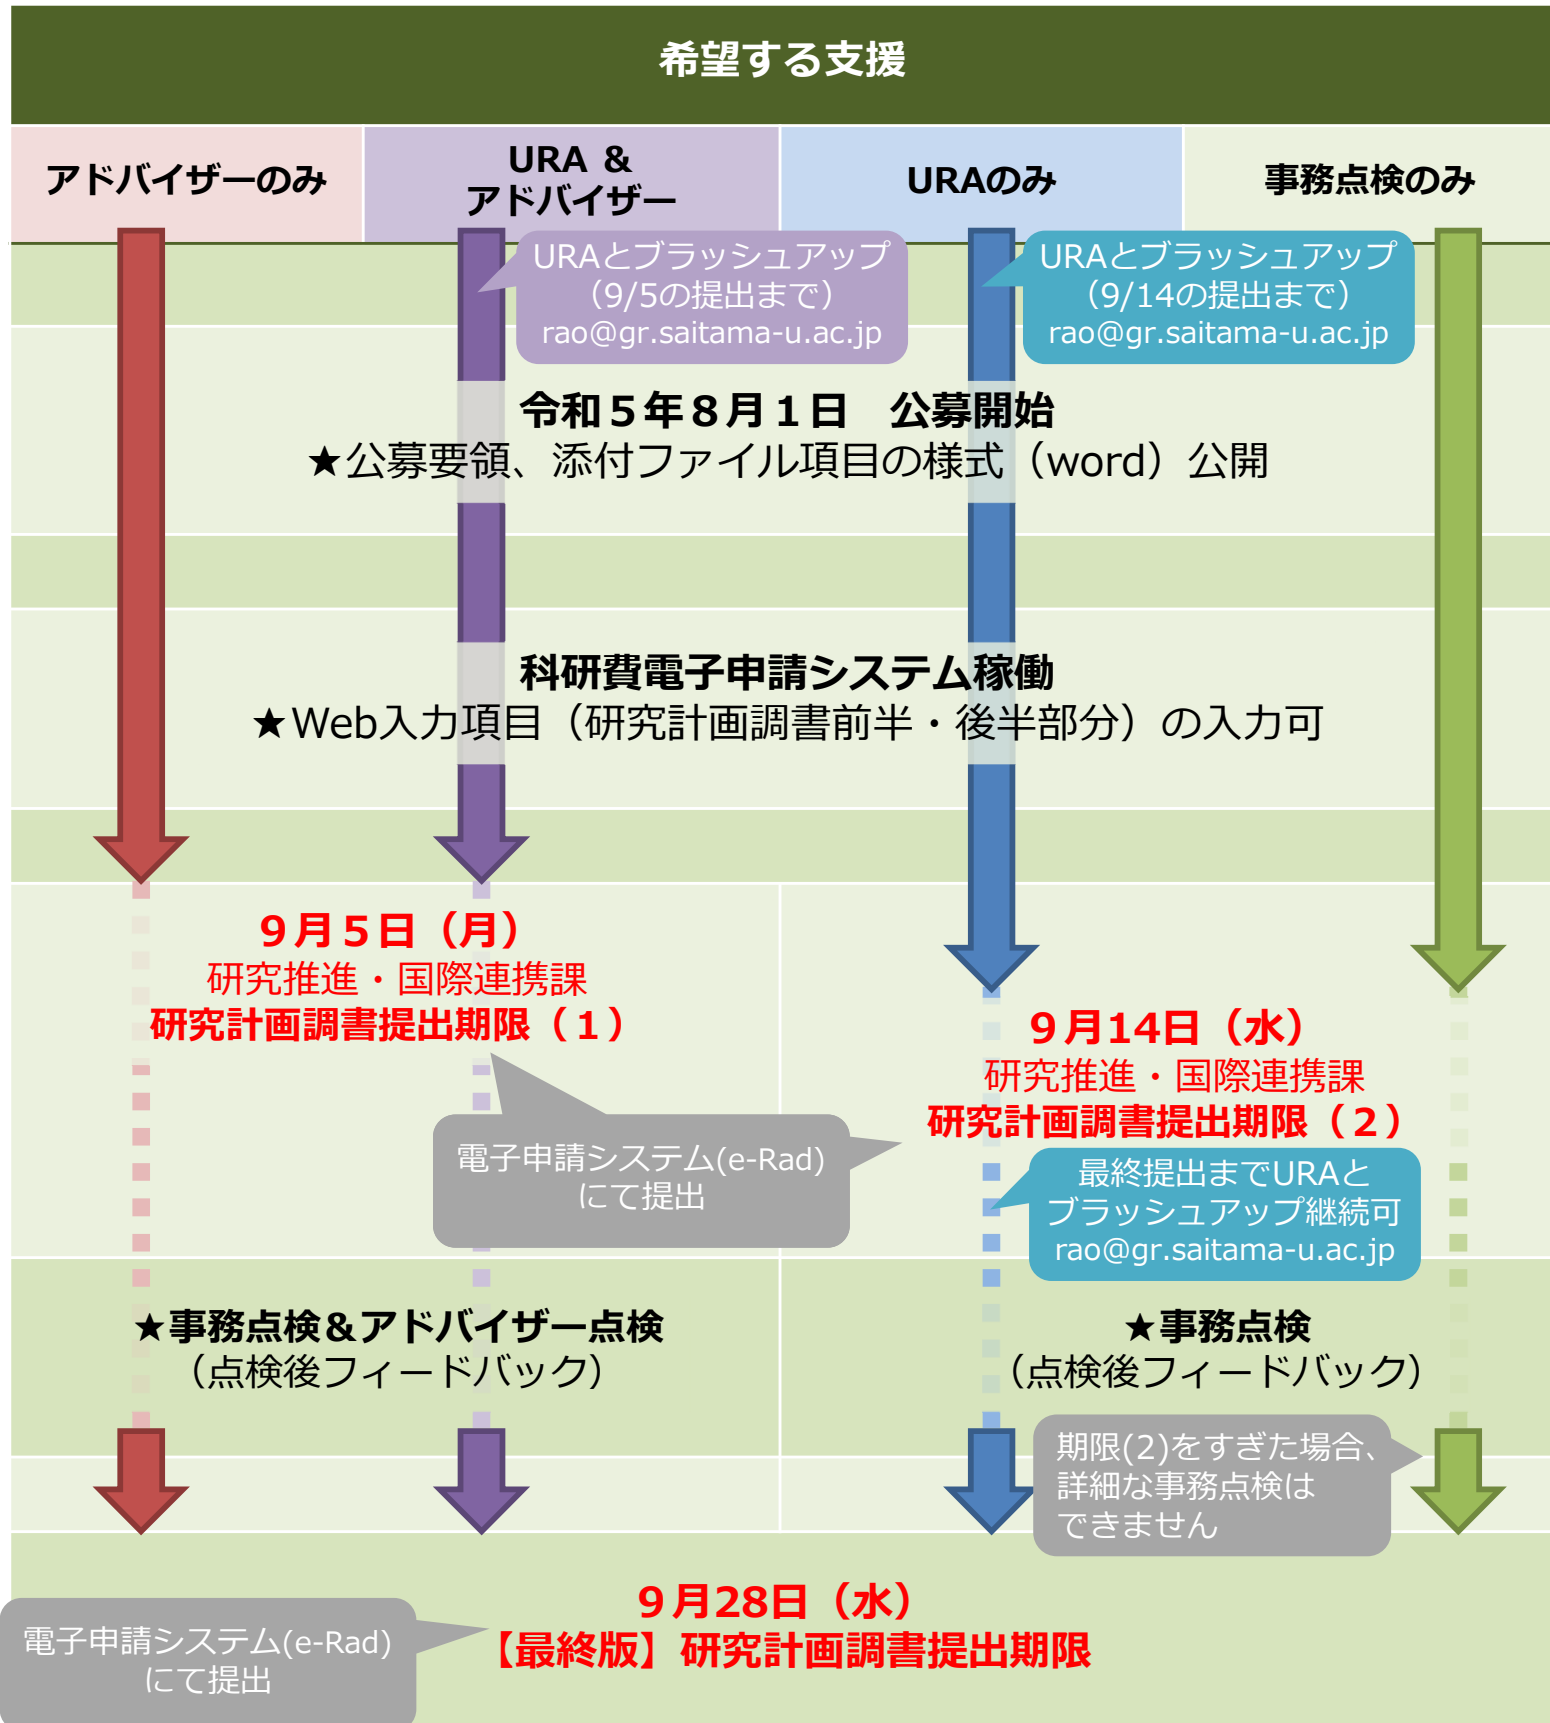 希望する支援
アドバイザーのみ
URA ＆
アドバイザー
URAのみ
事務点検のみ
URAとブラッシュアップ
（9/5の提出まで）
rao@gr.saitama-u.ac.jp
URAとブラッシュアップ
（9/14の提出まで）
rao@gr.saitama-u.ac.jp
令和５年８月１日　公募開始
★公募要領、添付ファイル項目の様式（word）公開
科研費電子申請システム稼働
★Web入力項目（研究計画調書前半・後半部分）の入力可
９月５日（月）
研究推進・国際連携課
研究計画調書提出期限（１）
９月14日（水）
研究推進・国際連携課
研究計画調書提出期限（２）
電子申請システム(e-Rad)
にて提出
最終提出までURAと
ブラッシュアップ継続可
rao@gr.saitama-u.ac.jp
★事務点検＆アドバイザー点検
（点検後フィードバック）
★事務点検
（点検後フィードバック）
期限(2)をすぎた場合、
詳細な事務点検は
できません
９月28日（水）
【最終版】研究計画調書提出期限
電子申請システム(e-Rad)
にて提出